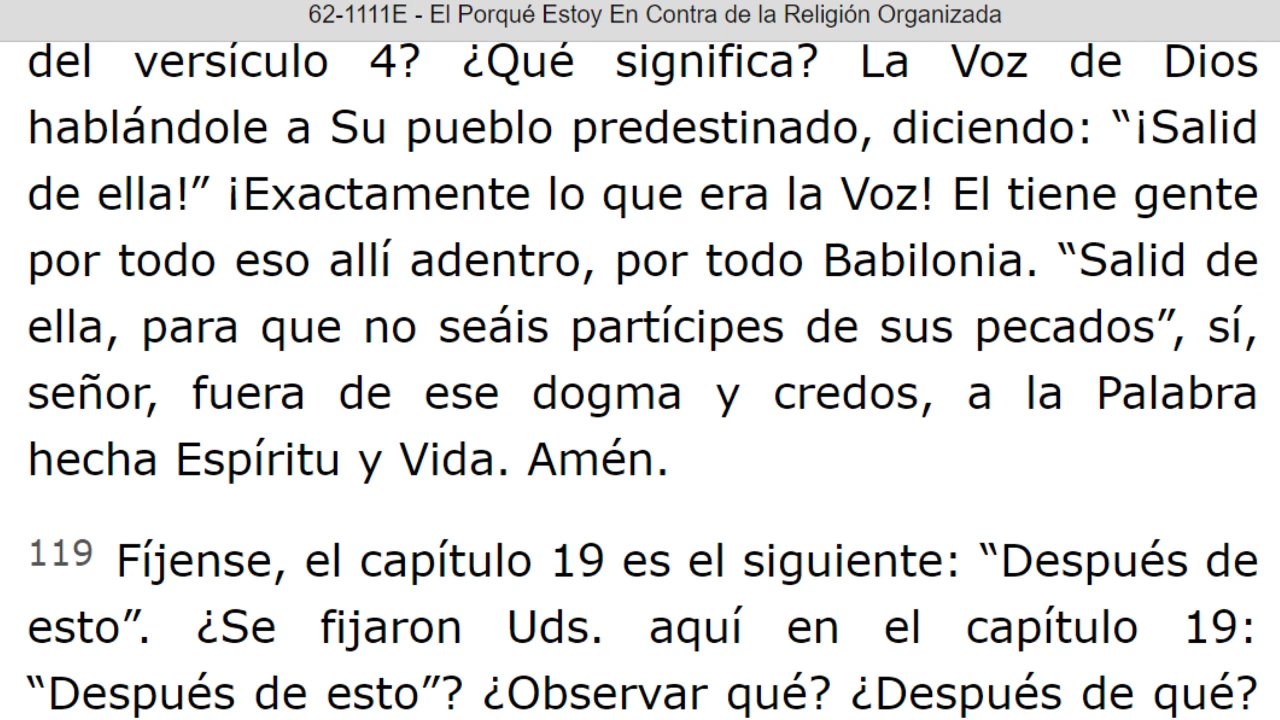 62-1111E - El Porqué Estoy En Contra de la Religión Organizada
del versículo 4? ¿Qué significa? La Voz de Dios
hablándole a Su pueblo predestinado, diciendo: “¡Salid
de ella!” ¡Exactamente lo que era la Voz! El tiene gente
por todo eso allí adentro, por todo Babilonia. “Salid de
ella, para que no seáis partícipes de sus pecados”, sí,
señor, fuera de ese dogma y credos, a la Palabra
hecha Espíritu y Vida. Amén.
119 Fíjense, el capítulo 19 es el siguiente: “Después de
esto”. ¿Se fijaron Uds. aquí en el capítulo 19:
“Después de esto”? ¿Observar qué? ¿Después de qué?